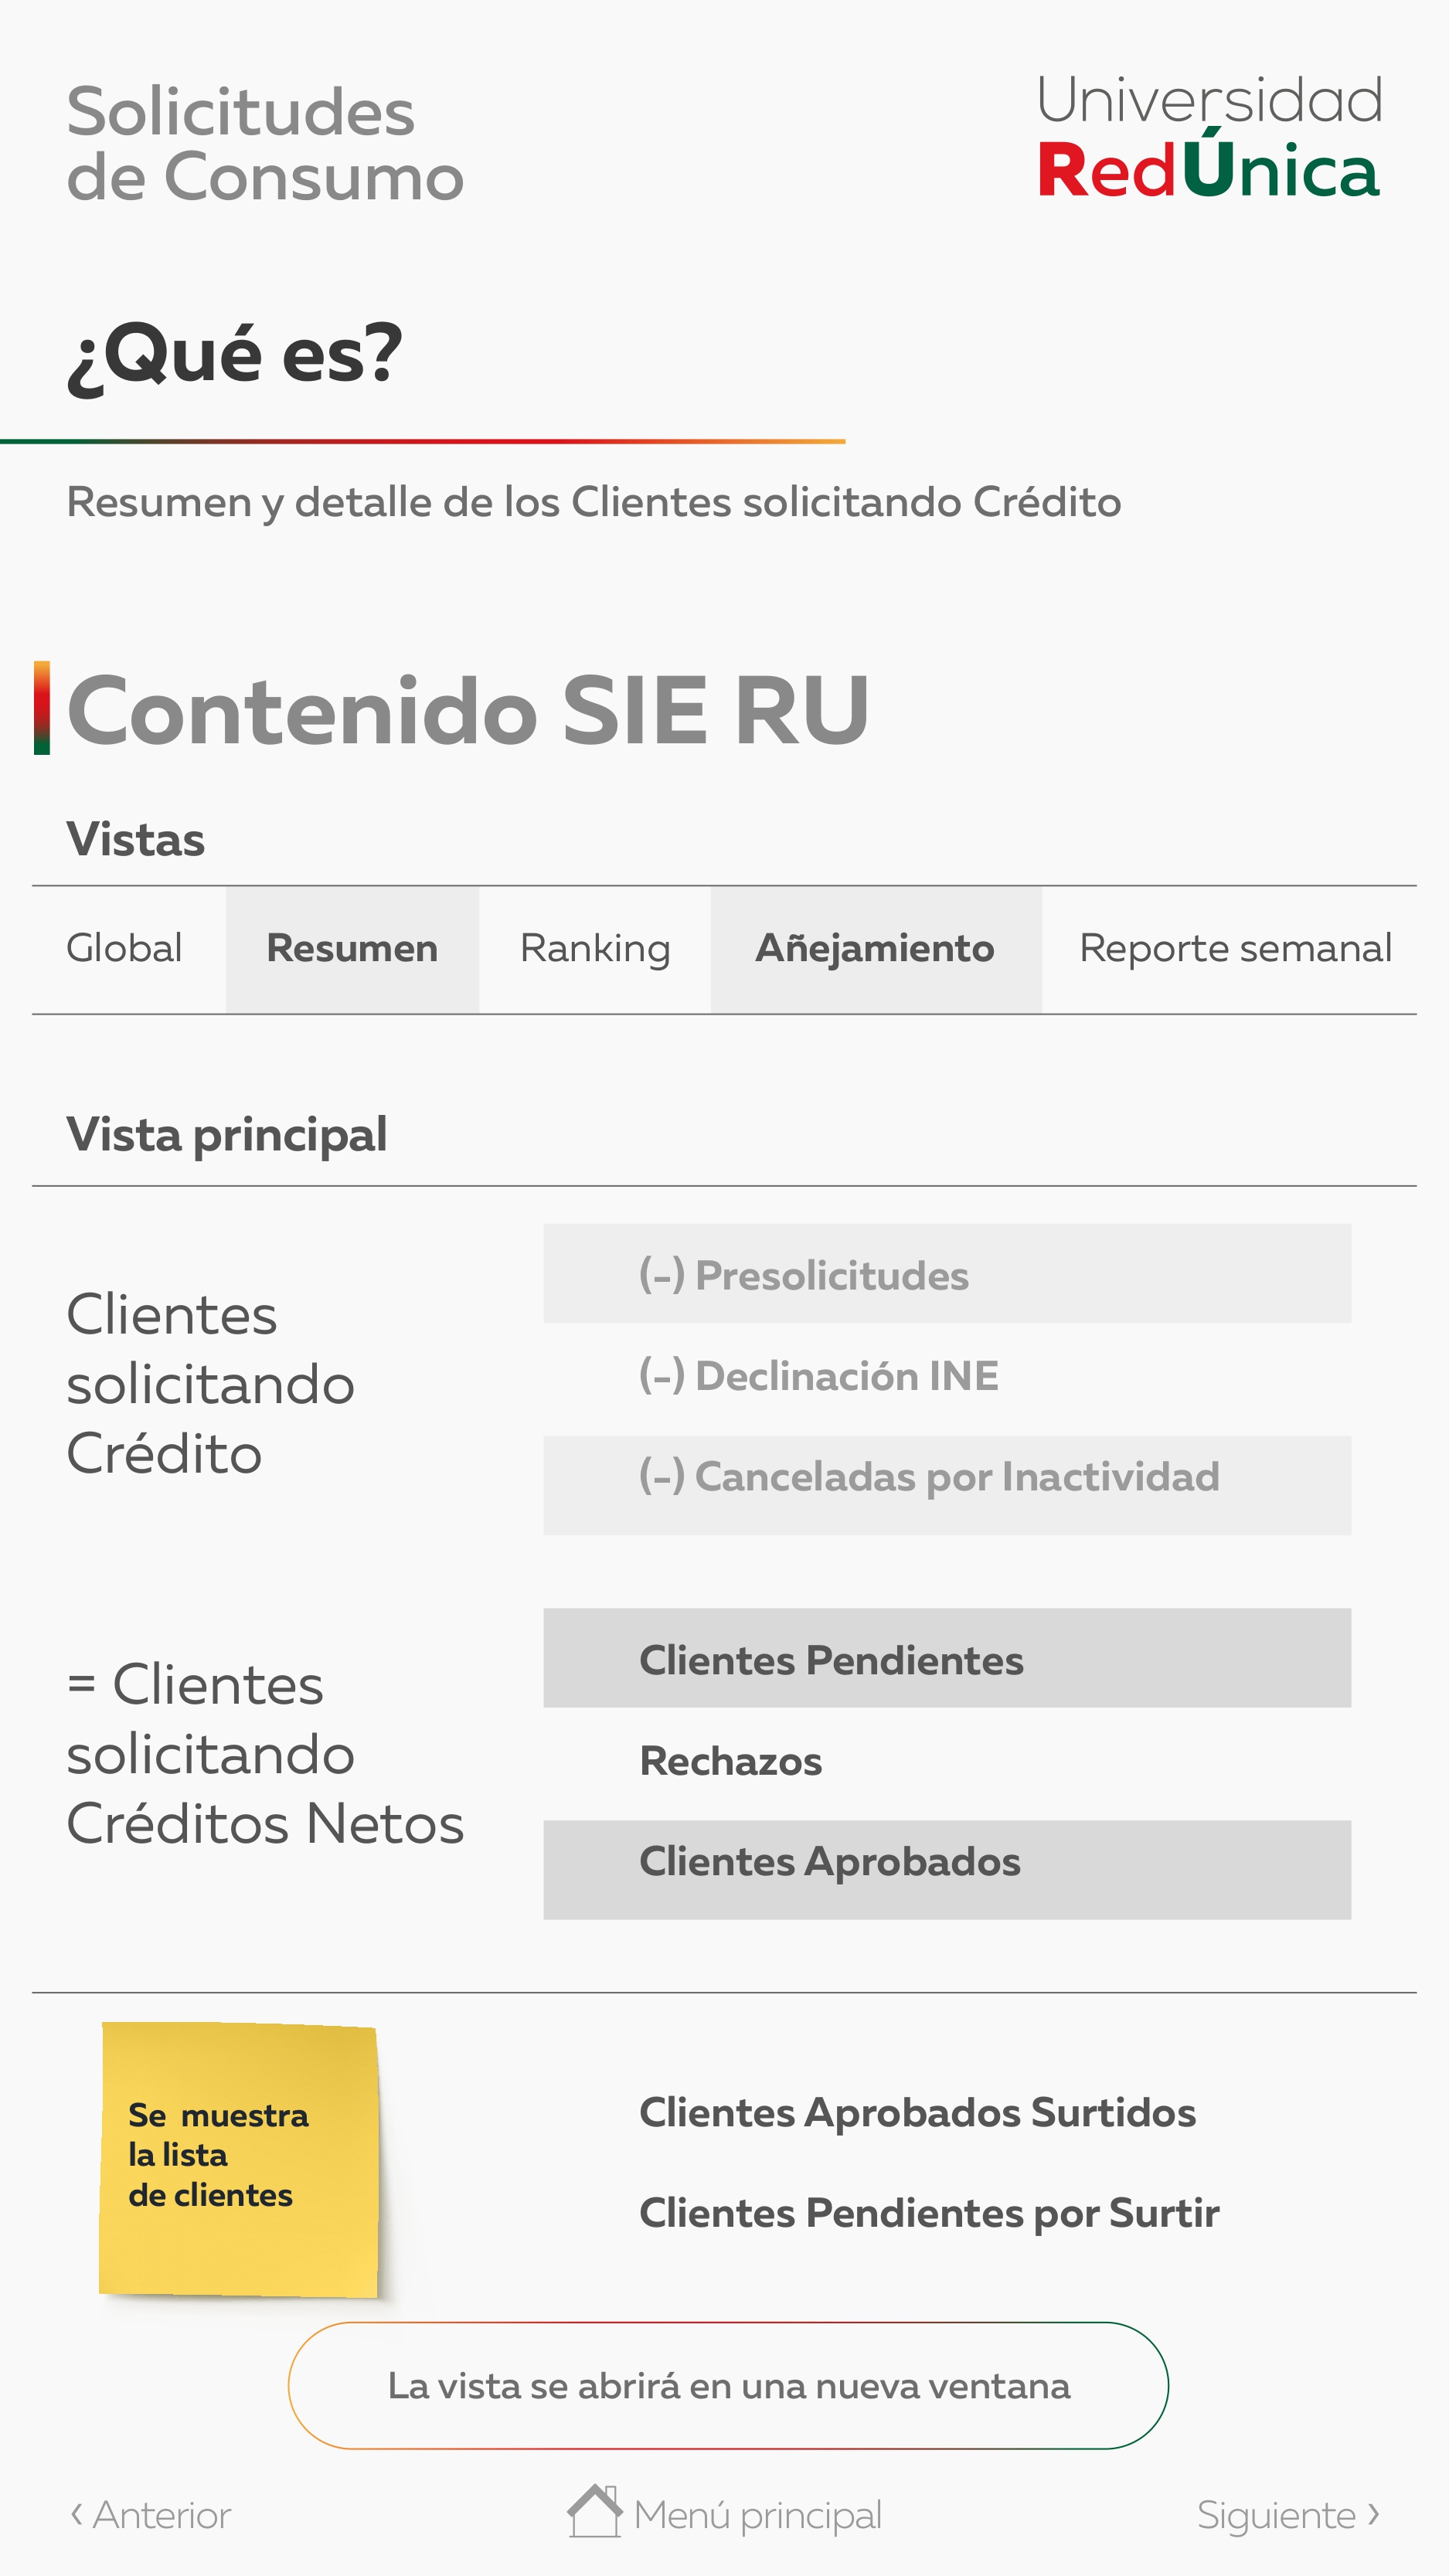 Solicitudes
de Consumo
Universidad
RedÚnica
¿Qué es?
Resumen y detalle de los Clientes solicitando Crédito
Contenido SIE RU
Vistas
Global Resumen Ranking Añejamiento Reporte semanal
Vista principal
Clientes
solicitando
Crédito
(-) Presolicitudes
(-) Declinación INE
(-) Canceladas por Inactividad
= Clientes
solicitando
Créditos Netos
Clientes Pendientes
Rechazos
Clientes Aprobados
Se muestra
la lista
de clientes
Clientes Aprobados Surtidos
Clientes Pendientes por Surtir
La vista se abrirá en una nueva ventana
‹ Anterior
Menú principal
Siguiente ›